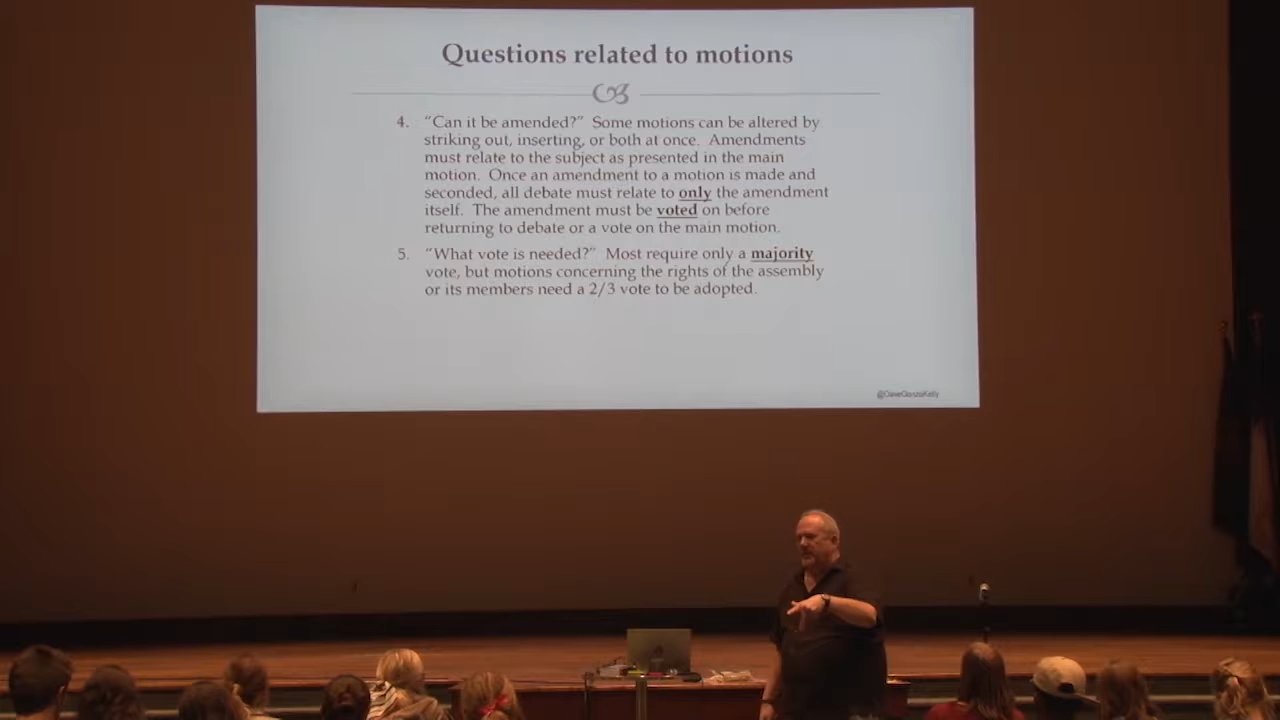 Questions related to motions
4. "Can it be amended?" Some motions can be altered by
striking out, inserting, or both at once. Amendments
must relate to the subject as presented in the main
motion. Once an amendment to a motion is made and
seconded, all debate must relate to only the amendment
itself. The amendment must be voted on before
returning to debate or a vote on the main motion.
5. "What vote is needed?" Most require only a majority
vote, but motions concerning the rights of the assembly
or its members need a 2/3 vote to be adopted.